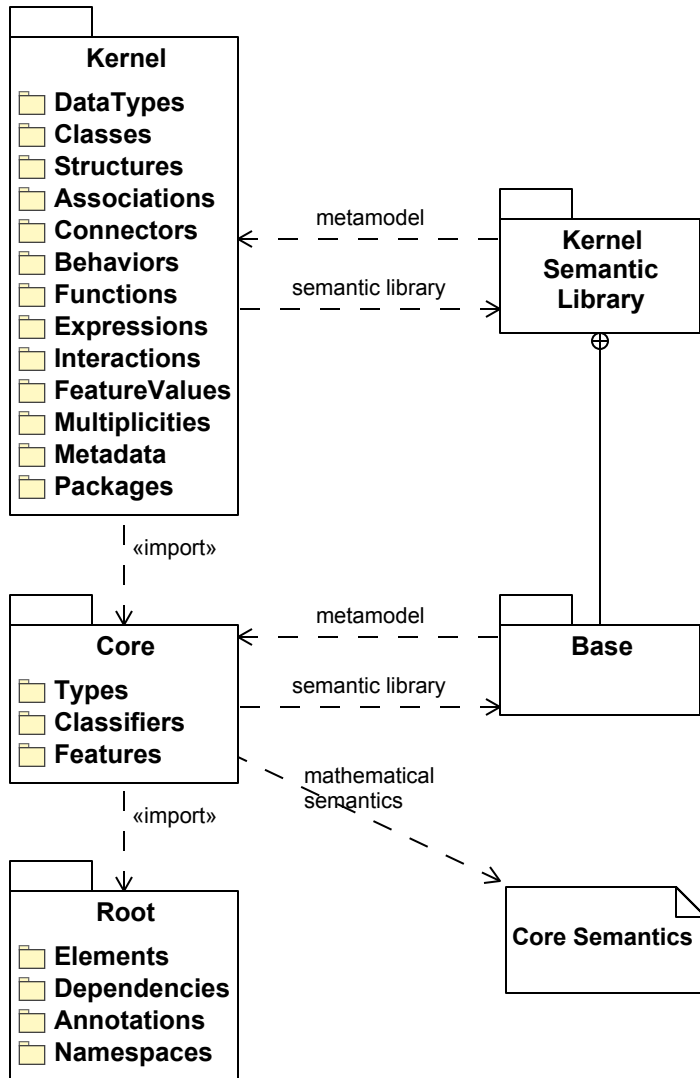 Kernel
DataTypes
Classes
Structures
Associations
Connectors
Behaviors
Functions
Expressions
Interactions
FeatureValues
Multiplicities
Metadata
Packages
metamodel
semantic library
Kernel
Semantic
Library
«import»
Core
Types
Classifiers
Features
metamodel
semantic library
Base
mathematical
semantics
«import»
Root
Elements
Dependencies
Annotations
Namespaces
Core Semantics